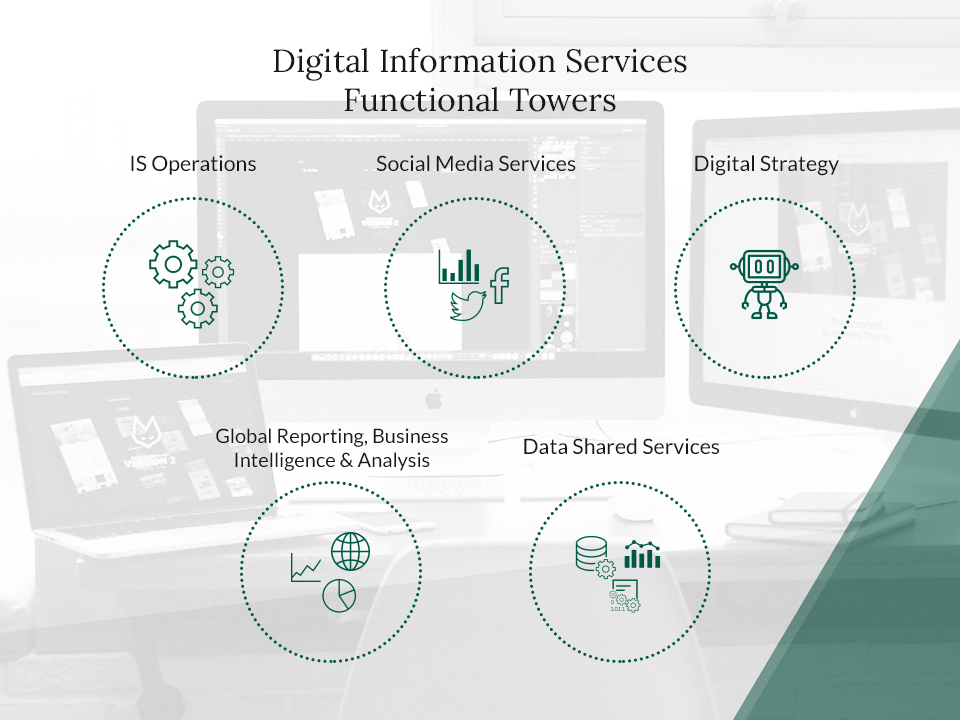 Digital Information Services
Functional Towers
IS Operations
Social Media Services
Digital Strategy
Global Reporting, Business
Intelligence & Analysis
Data Shared Services
1011